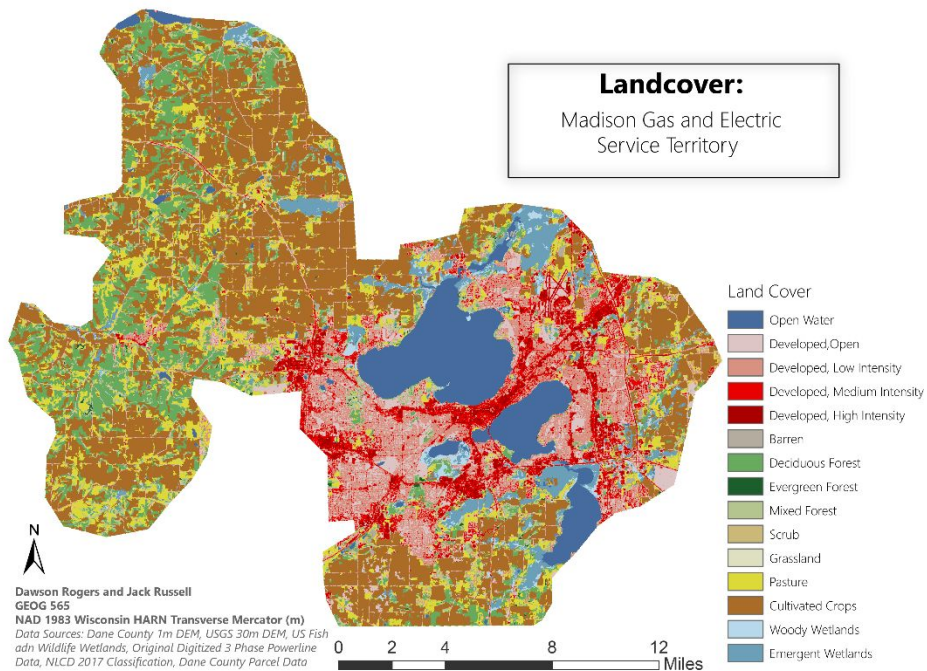 Landcover:
Madison Gas and Electric
Service Territory
Land Cover
Open Water
Developed,Open
Developed, Low Intensity
Developed, Medium Intensity
Developed, High Intensity
Barren
Deciduous Forest
Evergreen Forest
Mixed Forest
Scrub
Grassland
Pasture
Cultivated Crops
Woody Wetlands
Emergent Wetlands
N
Dawson Rogers and Jack Russell
GEOG 565
NAD 1983 Wisconsin HARN Transverse Mercator (m)
Data Sources: Dane County 1m DEM, USGS 30m DEM, US Fish
adn Wildlife Wetlands, Original Digitized 3 Phase Powerline
Data, NLCD 2017 Classification, Dane County Parcel Data
0 2 4 8 12
Miles